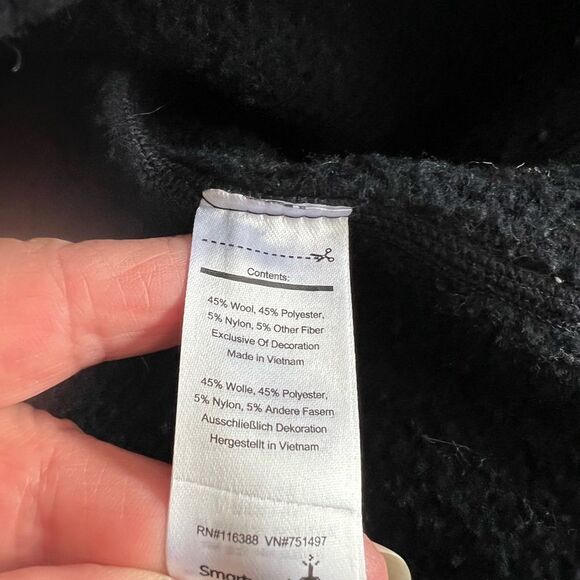 Contents:
45% Wool, 45% Polyester,
5% Nylon, 5% Other Fiber
Exclusive Of Decoration
Made in Vietnam
45% Wolle, 45% Polyester,
5% Nylon, 5% Andere Fasern
Ausschließlich Dekoration
Hergestellt in Vietnam
RN#116388 VN#751497